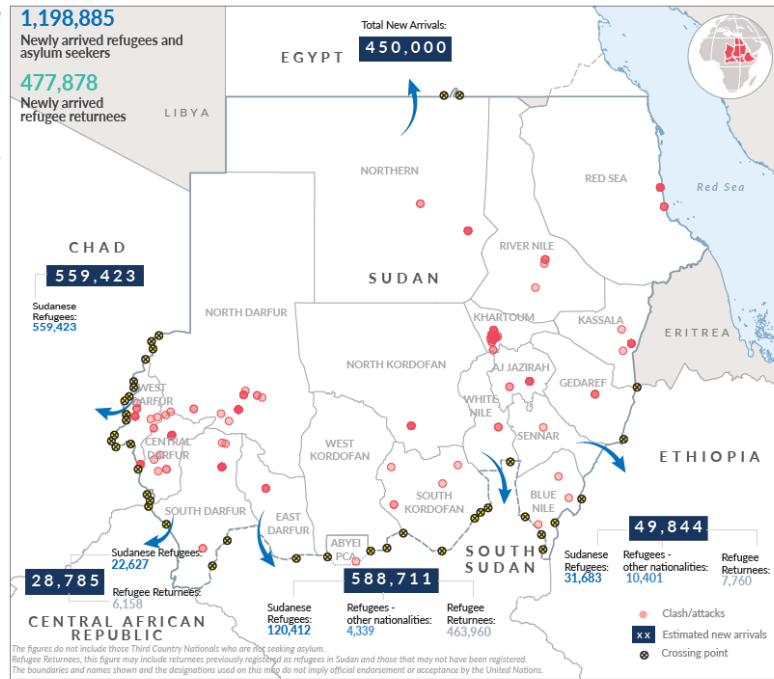 1,198,885
Newly arrived refugees and
asylum seekers
477,878
Newly arrived
refugee returnees
Total New Arrivals:
450,000
EGYPT
LIBYA
NORTHERN
RED SEA
Red Sea
RIVER NILE
CHAD
559,423
Sudanese
Refugees:
559,423
SUDAN
NORTH DARFUR
KHARTOUM
KASSALA
ERITREA
NORTH KORDOFAN
AJ JAZIRAH
GEDAREF
WEST
DARFUR
WHITE
NILE
SENNAR
CENTRAL
DARFUR
WEST
KORDOFAN
ETHIOPIA
SOUTH DARFUR
EAST
DARFUR
SOUTH
KORDOFAN
BLUE
NILE
ABYEI
PCA
SOUTH
SUDAN
49,844
Sudanese
Refugees:
31,683
Refugees -
other nationalities:
10,401
Refugee
Returnees:
7,760
Sudanese Refugees:
22,627
28,785
Refugee Returnees:
6,158
CENTRAL AFRICAN
REPUBLIC
588,711
Sudanese
Refugees:
120,412
Refugees -
other nationalities:
4,339
Refugee
Returnees:
463,960
Clash/attacks
xx Estimated new arrivals
Crossing point
The figures do not include those Third Country Nationals who are not seeking asylum.
Refugee Returnees, this figure may include returnees previously registered as refugees in Sudan and those that may not have been registered.
The boundaries and names shown and the designations used on this map do not imply official endorsement or acceptance by the United Nations.